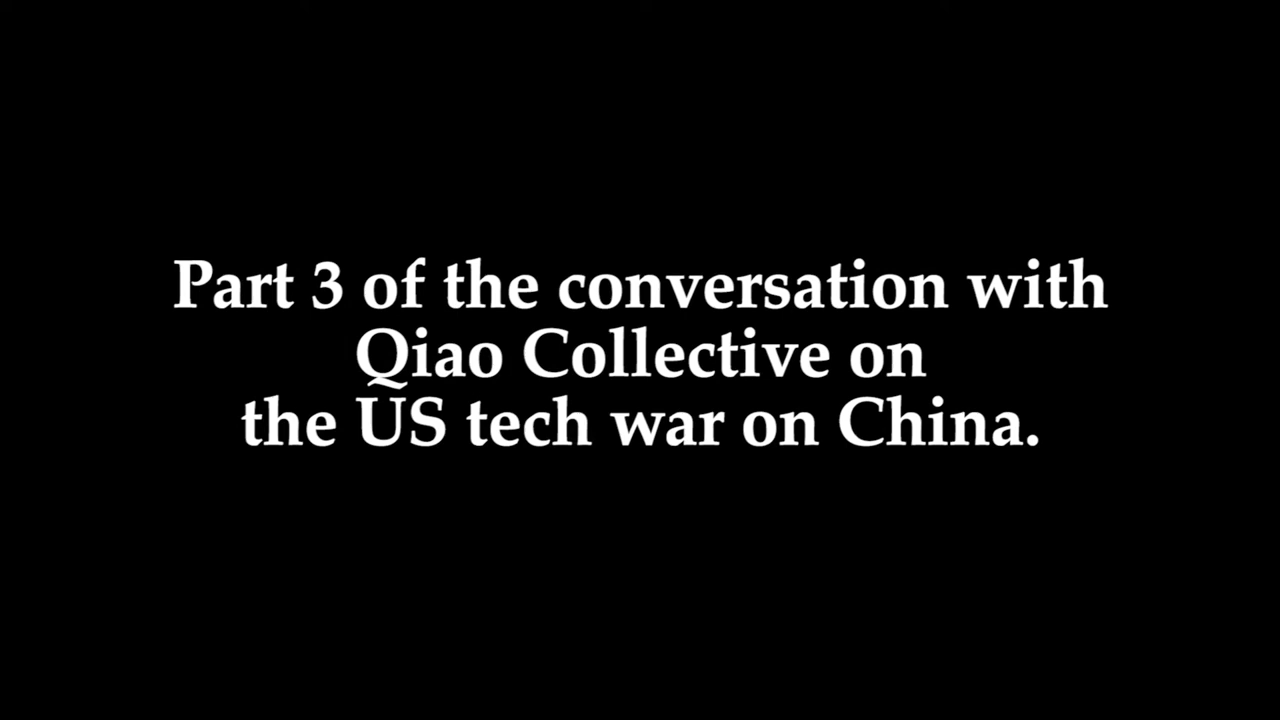 Part 3 of the conversation with
Qiao Collective on
the US tech war on China.